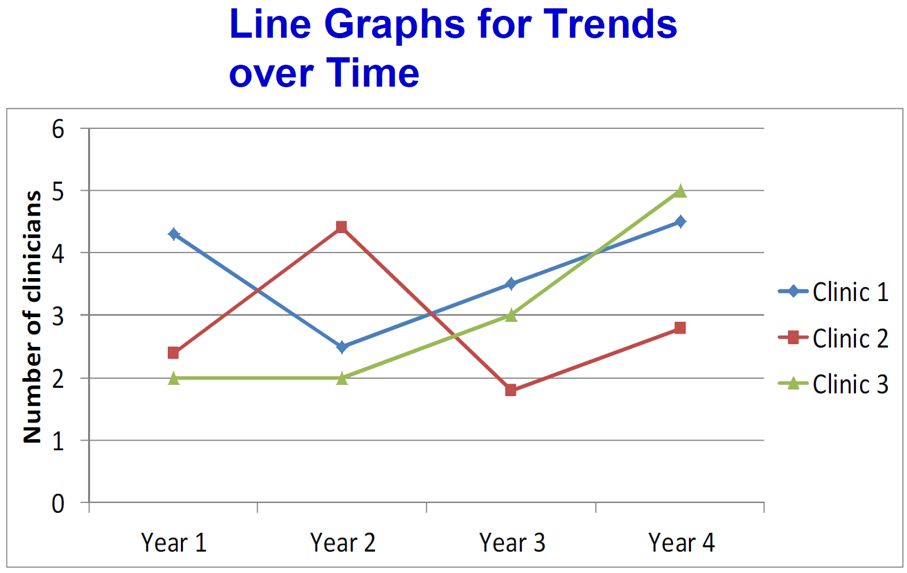 Line Graphs for Trends
over Time
Number of clinicians
6
5
4
3
2
1
0
Year 1
Year 2
Year 3
Year 4
Clinic 1
Clinic 2
Clinic 3